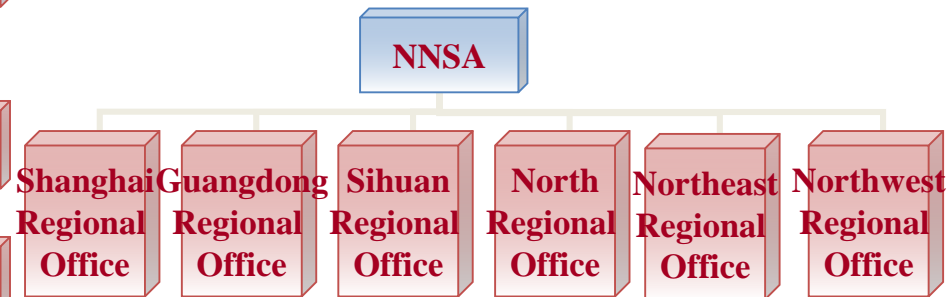 NNSA
Shanghai
Regional
Office
Guangdong
Regional
Office
Sihuan
Regional
Office
North
Regional
Office
Northeast
Regional
Office
Northwest
Regional
Office